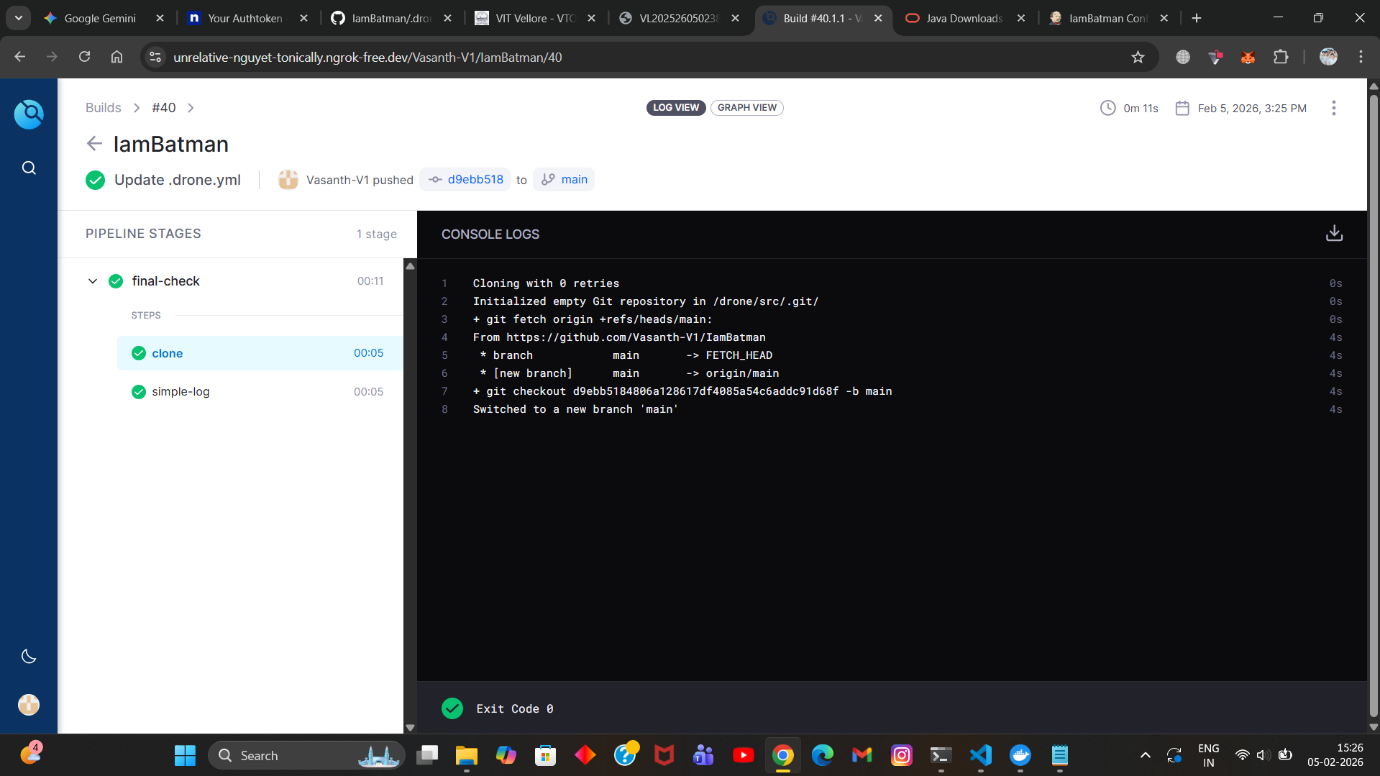 Google Gemini
Your Authtoken
IamBatman/.dro
VIT Vellore - VTO
VL20252605023
Build #40.1.1 - V
Java Downloads
IamBatman Conf
unrelative-nguyet-tonically.ngrok-free.dev/Vasanth-V1/IamBatman/40
Builds > #40 >
LOG VIEW
GRAPH VIEW
0m 11s
Feb 5, 2026, 3:25 PM
IamBatman
Update .drone.yml
Vasanth-V1 pushed d9ebb518 to main
PIPELINE STAGES
1 stage
final-check 00:11
STEPS
clone 00:05
simple-log 00:05
CONSOLE LOGS
1 Cloning with 0 retries 0s
2 Initialized empty Git repository in /drone/src/.git/ 0s
3 + git fetch origin +refs/heads/main: 0s
4 From https://github.com/Vasanth-V1/IamBatman 4s
5 * branch main -> FETCH_HEAD 4s
6 * [new branch] main -> origin/main 4s
7 + git checkout d9ebb5184806a128617df4085a54c6addc91d68f -b main 4s
8 Switched to a new branch 'main' 4s
Exit Code 0
4
Search
ENG
IN
15:26
05-02-2026